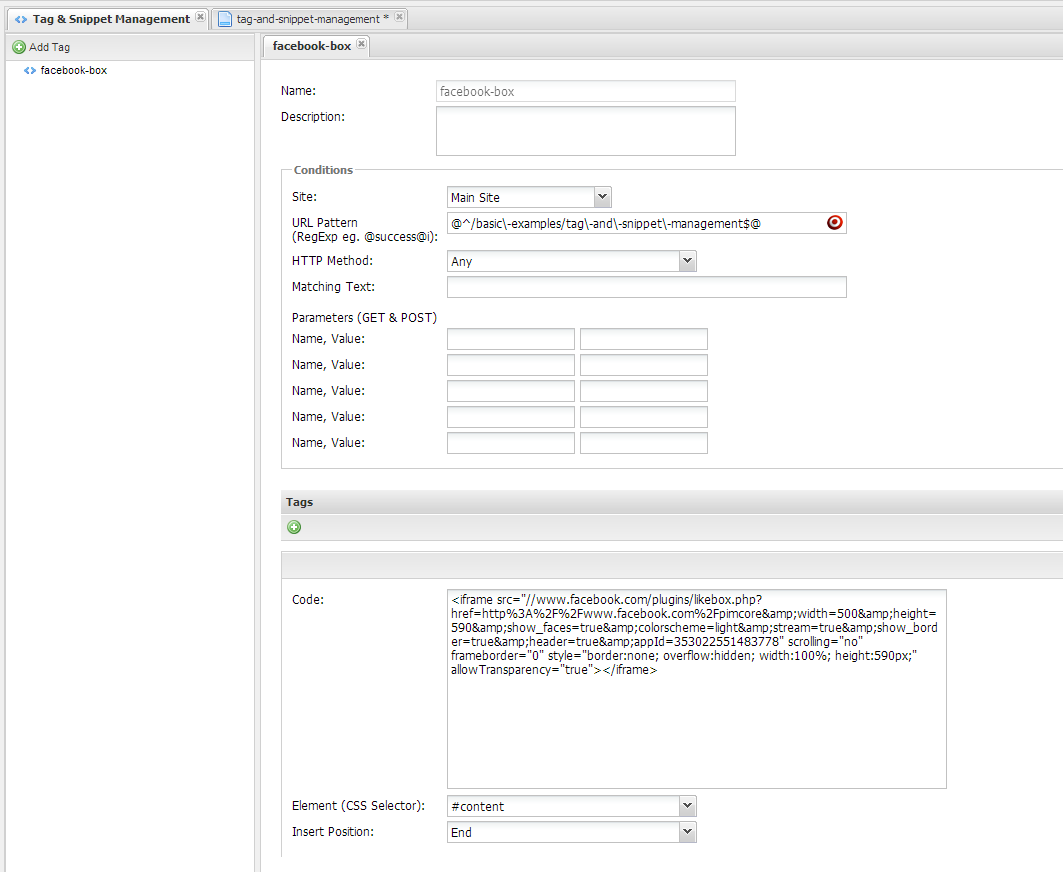 Tag & Snippet Management
tag-and-snippet-management *
Add Tag
facebook-box
facebook-box
Name:
facebook-box
Description:
Conditions
Site:
Main Site
URL Pattern
(RegExp eg. @success@i):
@^/basic\-examples/tag\-and\-snippet\-management$@
HTTP Method:
Any
Matching Text:
Parameters (GET & POST)
Name, Value:
Name, Value:
Name, Value:
Name, Value:
Name, Value:
Tags
Code:
<iframe src="//www.facebook.com/plugins/likebox.php?
href=http%3A%2F%2Fwww.facebook.com%2Fpimcore&amp;width=500&amp;height=
590&amp;show_faces=true&amp;colorscheme=light&amp;stream=true&amp;show_bord
er=true&amp;header=true&amp;appId=353022551483778" scrolling="no"
frameborder="0" style="border:none; overflow:hidden; width:100%; height:590px;"
allowTransparency="true"></iframe>
Element (CSS Selector):
#content
Insert Position:
End